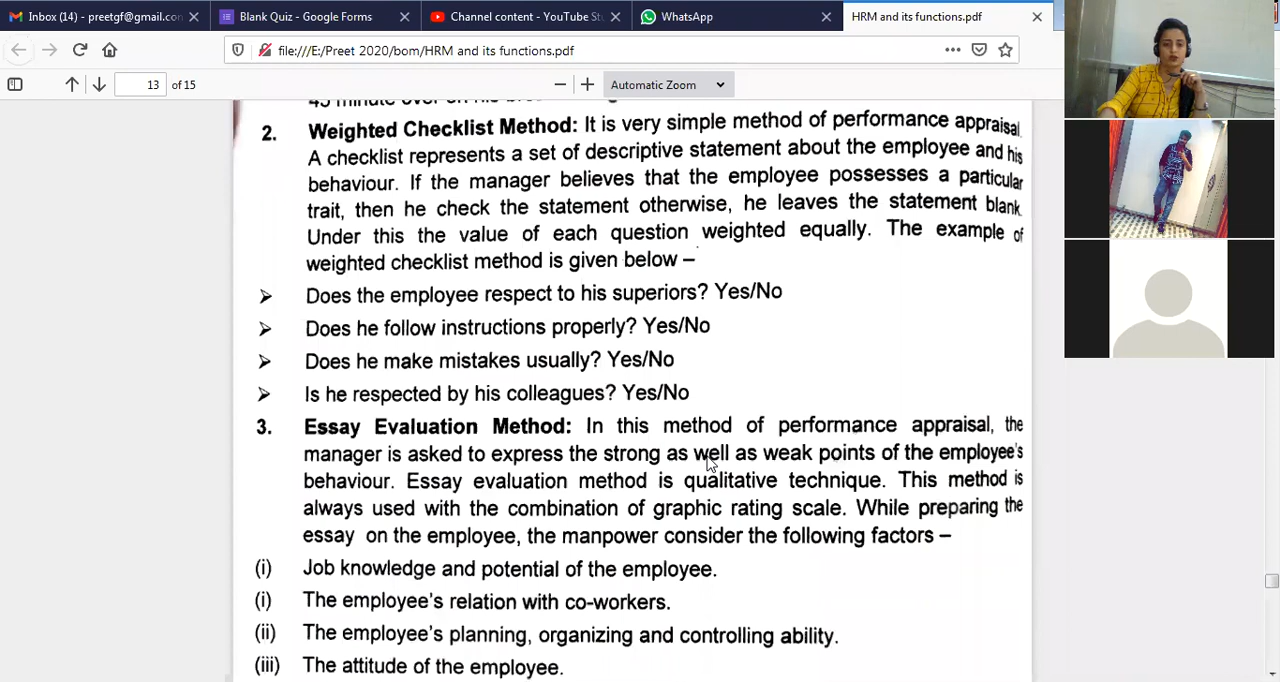 Inbox (14) - preetgf@gmail.co
Blank Quiz - Google Forms
Channel content - YouTube St
WhatsApp
HRM and its functions.pdf
file:///E:/Preet 2020/bom/HRM and its functions.pdf
13 of 15
Automatic Zoom
2. Weighted Checklist Method: It is very simple method of performance appraisal.
A checklist represents a set of descriptive statement about the employee and his
behaviour. If the manager believes that the employee possesses a particular
trait, then he check the statement otherwise, he leaves the statement blank.
Under this the value of each question weighted equally. The example of
weighted checklist method is given below –
➢ Does the employee respect to his superiors? Yes/No
➢ Does he follow instructions properly? Yes/No
➢ Does he make mistakes usually? Yes/No
➢ Is he respected by his colleagues? Yes/No
3. Essay Evaluation Method: In this method of performance appraisal, the
manager is asked to express the strong as well as weak points of the employee's
behaviour. Essay evaluation method is qualitative technique. This method is
always used with the combination of graphic rating scale. While preparing the
essay on the employee, the manpower consider the following factors –
(i) Job knowledge and potential of the employee.
(i) The employee's relation with co-workers.
(ii) The employee's planning, organizing and controlling ability.
(iii) The attitude of the employee.